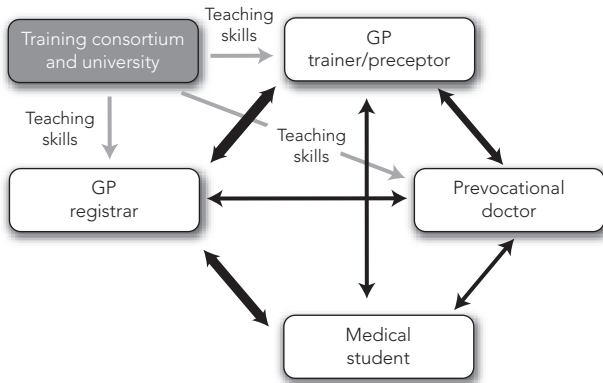 Teaching
skills
Training consortium
and university
GP
trainer/preceptor
Teaching
skills
Teaching
skills
GP
registrar
Prevocational
doctor
Medical
student